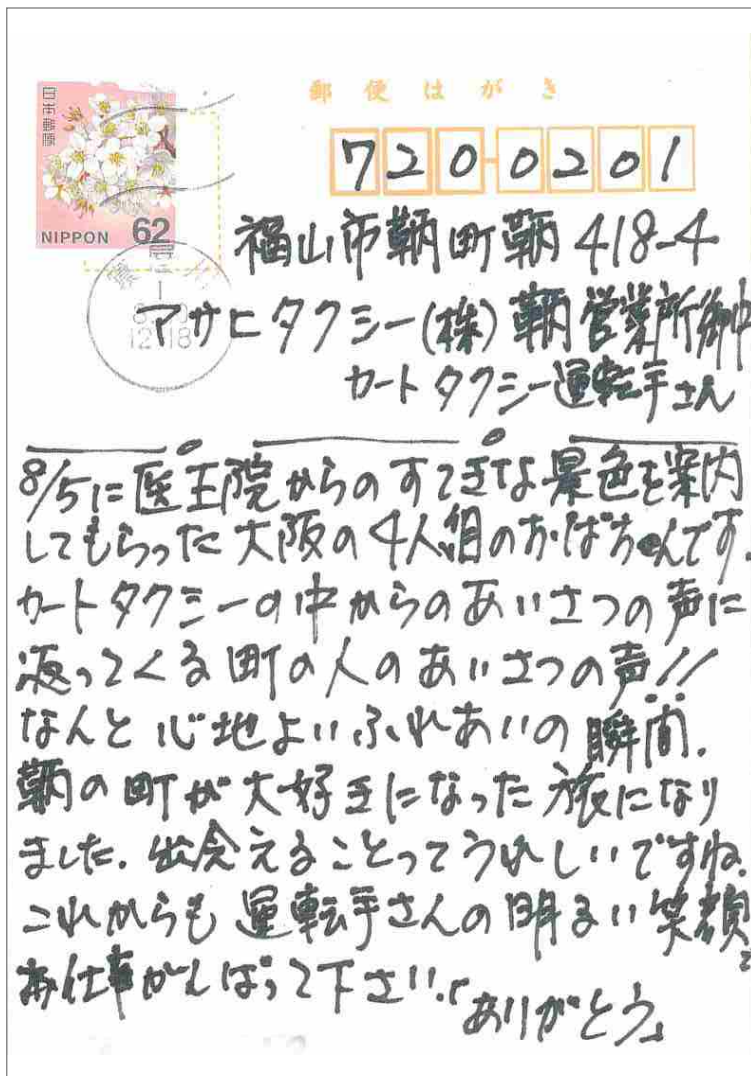 郵便はがき
日本郵便
NIPPON 62
720-0201
福山市鞆町鞆418-4
アサヒタクシー(株)鞆営業所御中
カートタクシー運転手さん
12-18
8/5に医王院からのすてきな景色を案内
してもらった大阪の4人組のおばちゃんです。
カートタクシーの中からのあいさつの声に
返ってくる町の人のあいさつの声!!
なんと心地よいふれあいの瞬間.
鞆の町が大好きになった旅になり
ました.出会えることってうれしいですね.
これからも運転手さんの明るい笑顔で
お仕事がんばって下さい.「ありがとう」